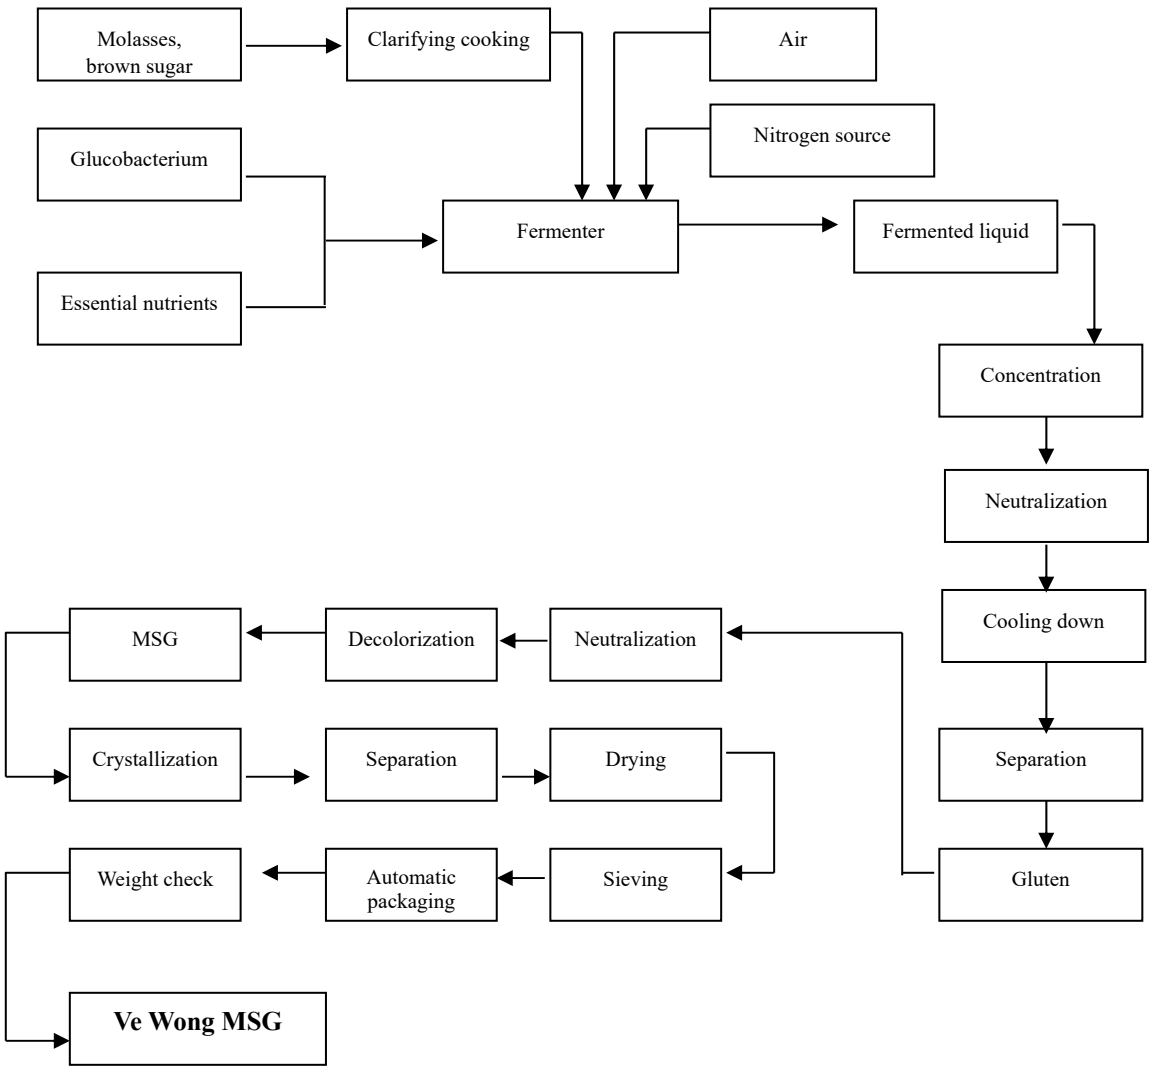 Molasses,
brown sugar
Clarifying cooking
Air
Nitrogen source
Glucobacterium
Essential nutrients
Fermenter
Fermented liquid
Concentration
Neutralization
Cooling down
Separation
Gluten
Neutralization
Decolorization
MSG
Crystallization
Separation
Drying
Sieving
Automatic
packaging
Weight check
Ve Wong MSG